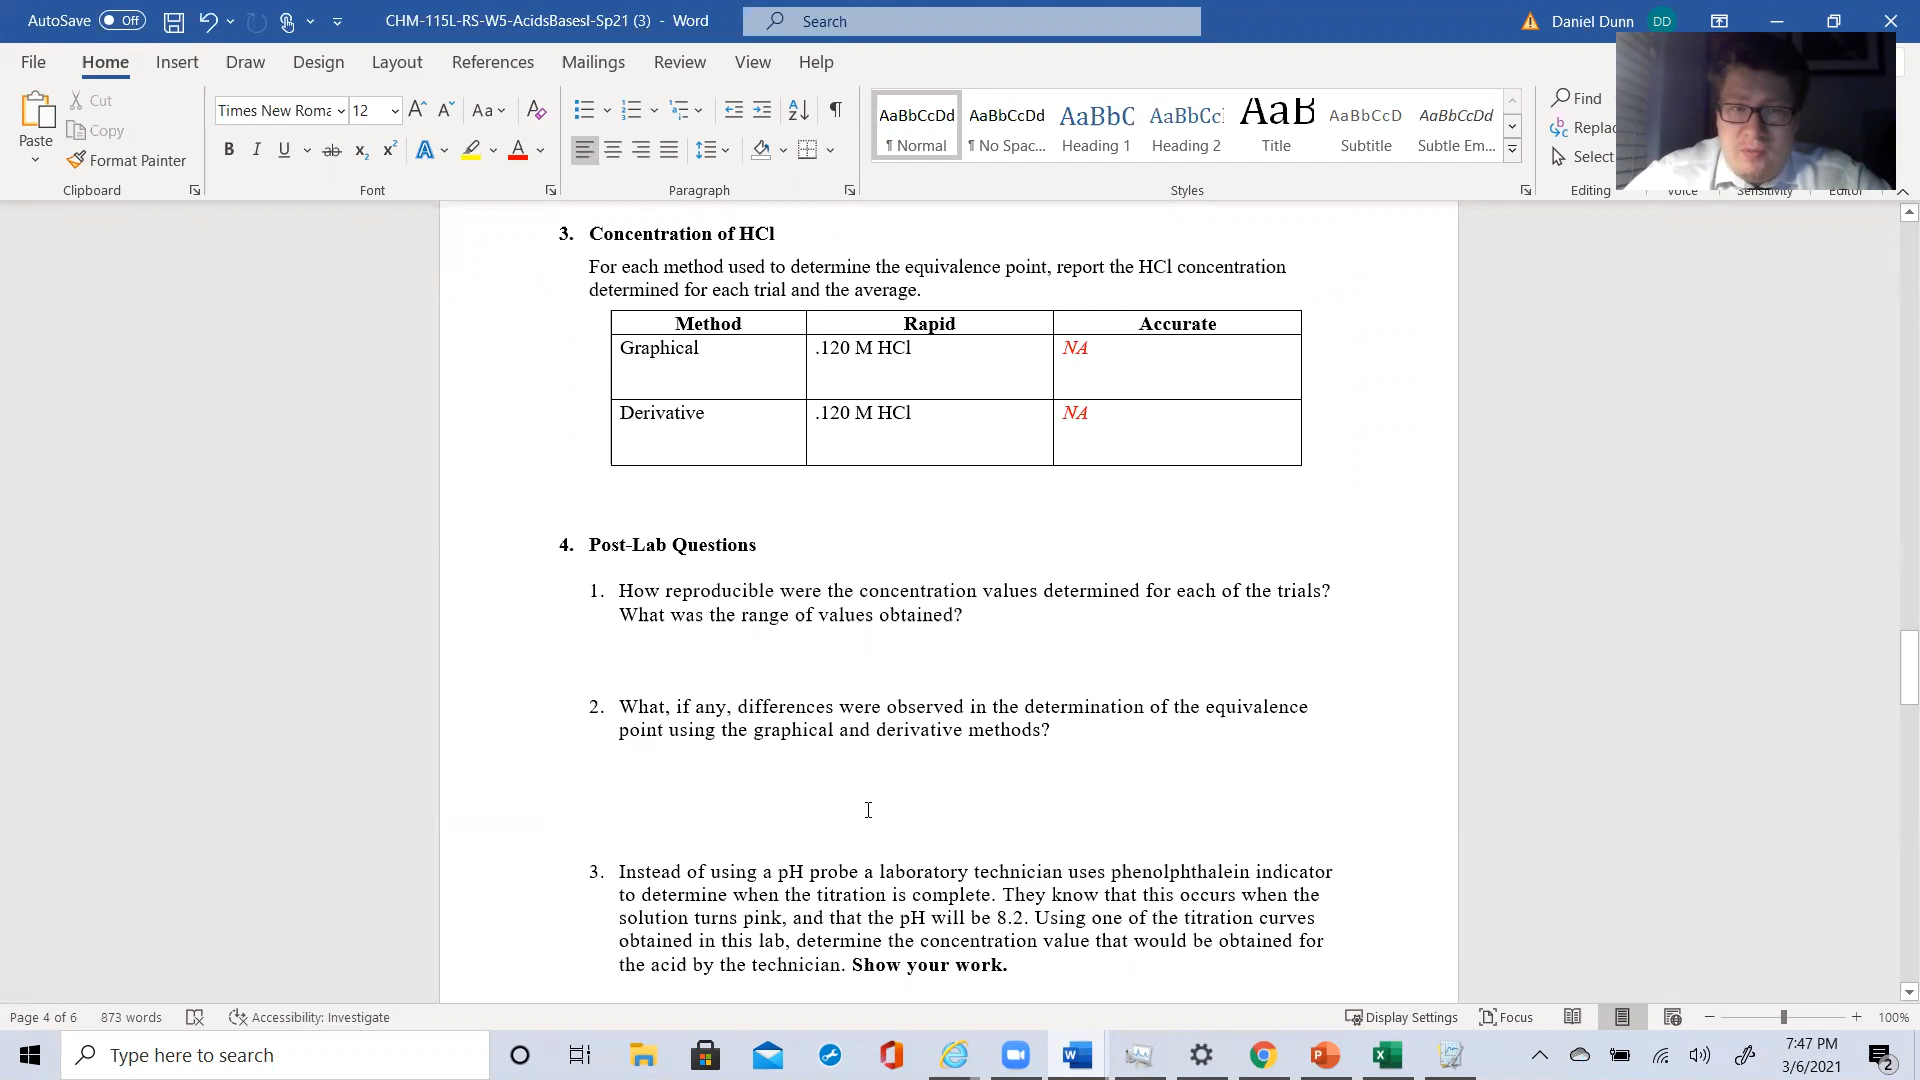 AutoSave Off CHM-115L-RS-W5-AcidsBasesI-Sp21 (3) - Word Search Daniel Dunn DD
File Home Insert Draw Design Layout References Mailings Review View Help
Paste Cut Copy Format Painter
Times New Roma 12 Aa
B I U ab x₂ x² A A
AaBbCcDd AaBbCcDd AaBbC AaBbCcI AaB AaBbCcD AaBbCcDd
¶ Normal ¶ No Spac... Heading 1 Heading 2 Title Subtitle Subtle Em...
Find
Replac
Select
Clipboard Font Paragraph Styles Editing Voice Sensitivity Editor
3. Concentration of HCl
For each method used to determine the equivalence point, report the HCl concentration
determined for each trial and the average.
Method Rapid Accurate
Graphical .120 M HCl NA
Derivative .120 M HCl NA
4. Post-Lab Questions
1. How reproducible were the concentration values determined for each of the trials?
What was the range of values obtained?
2. What, if any, differences were observed in the determination of the equivalence
point using the graphical and derivative methods?
3. Instead of using a pH probe a laboratory technician uses phenolphthalein indicator
to determine when the titration is complete. They know that this occurs when the
solution turns pink, and that the pH will be 8.2. Using one of the titration curves
obtained in this lab, determine the concentration value that would be obtained for
the acid by the technician. Show your work.
Page 4 of 6 873 words Accessibility: Investigate Display Settings Focus 100%
Type here to search
7:47 PM
3/6/2021
2